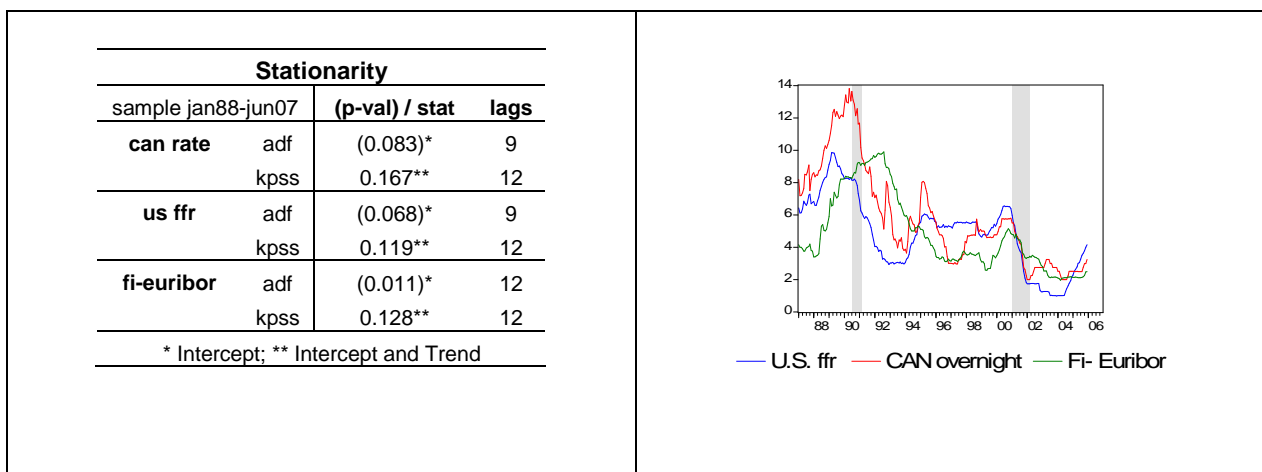 Stationarity
sample jan88-jun07 (p-val) / stat lags
can rate adf (0.083)* 9
kpss 0.167** 12
us ffr adf (0.068)* 9
kpss 0.119** 12
fi-euribor adf (0.011)* 12
kpss 0.128** 12
* Intercept; ** Intercept and Trend
14
12
10
8
6
4
2
0
88 90 92 94 96 98 00 02 04 06
U.S. ffr CAN overnight Fi- Euribor